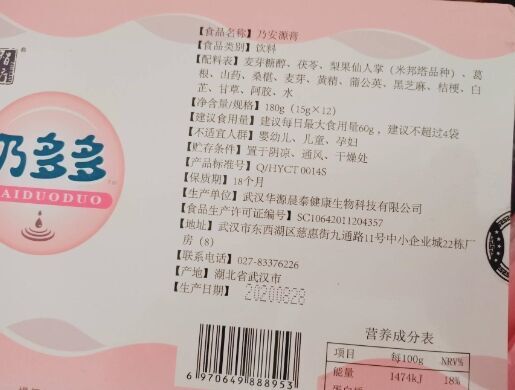 【食品名称】乃安源膏
【食品类别】饮料
【配料表】麦芽糖醇、茯苓、梨果仙人掌（米邦塔品种）、葛
根、山药、桑椹、麦芽、黄精、蒲公英、黑芝麻、桔梗、白
芷、甘草、阿胶、水
【净含量/规格】180g（15g×12）
【建议食用量】建议每日最大食用量60g，建议不超过4袋
【不适宜人群】婴幼儿、儿童、孕妇
【贮存条件】置于阴凉、通风、干燥处
【产品标准号】Q/HYCT 0014S
【保质期】18个月
【生产单位】武汉华源晨泰健康生物科技有限公司
【食品生产许可证编号】SC10642011204357
【地址】武汉市东西湖区慈惠街九通路11号中小企业城22栋厂
房（8）
【联系电话】027-83376226
【产地】湖北省武汉市
【生产日期】20200828
乃多多
AIDUODUO
6970649888953
营养成分表
项目 每100g NRV%
能量 1474kJ 18%